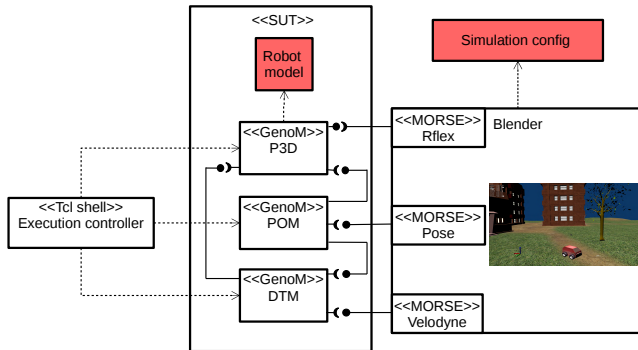 <<SUT>>
Simulation config
Robot
model
<<GenoM>>
P3D
<<MORSE>>
Rflex
Blender
<<Tcl shell>>
Execution controller
<<GenoM>>
POM
<<MORSE>>
Pose
<<GenoM>>
DTM
<<MORSE>>
Velodyne